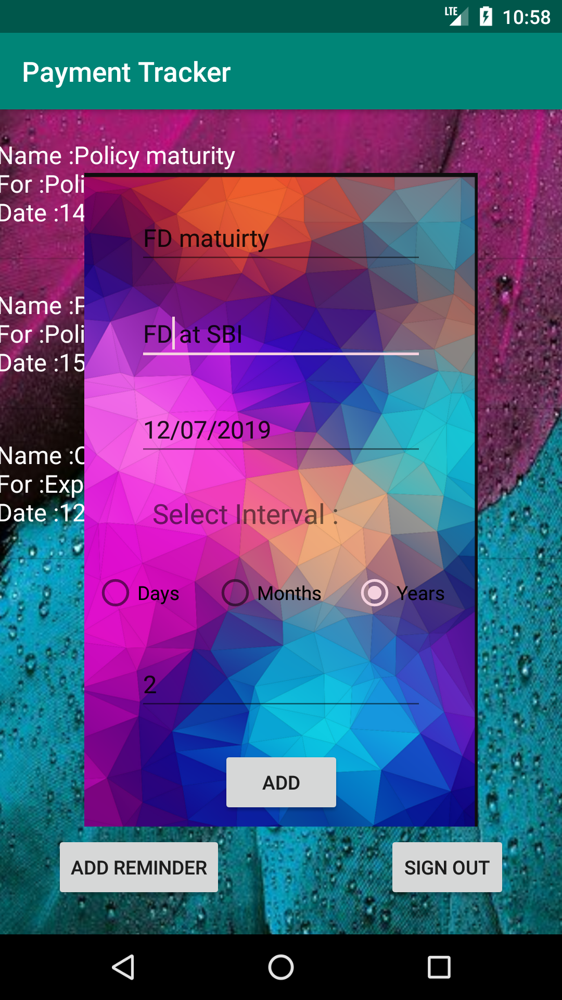 LTE 10:58
Payment Tracker
Name :Policy maturity
For :Poli
Date :14
FD matuirty
Name :P
For :Poli
Date :15
FD at SBI
12/07/2019
Name :
For :Exp
Date :12
Select Interval :
Days Months Years
2
ADD
ADD REMINDER SIGN OUT